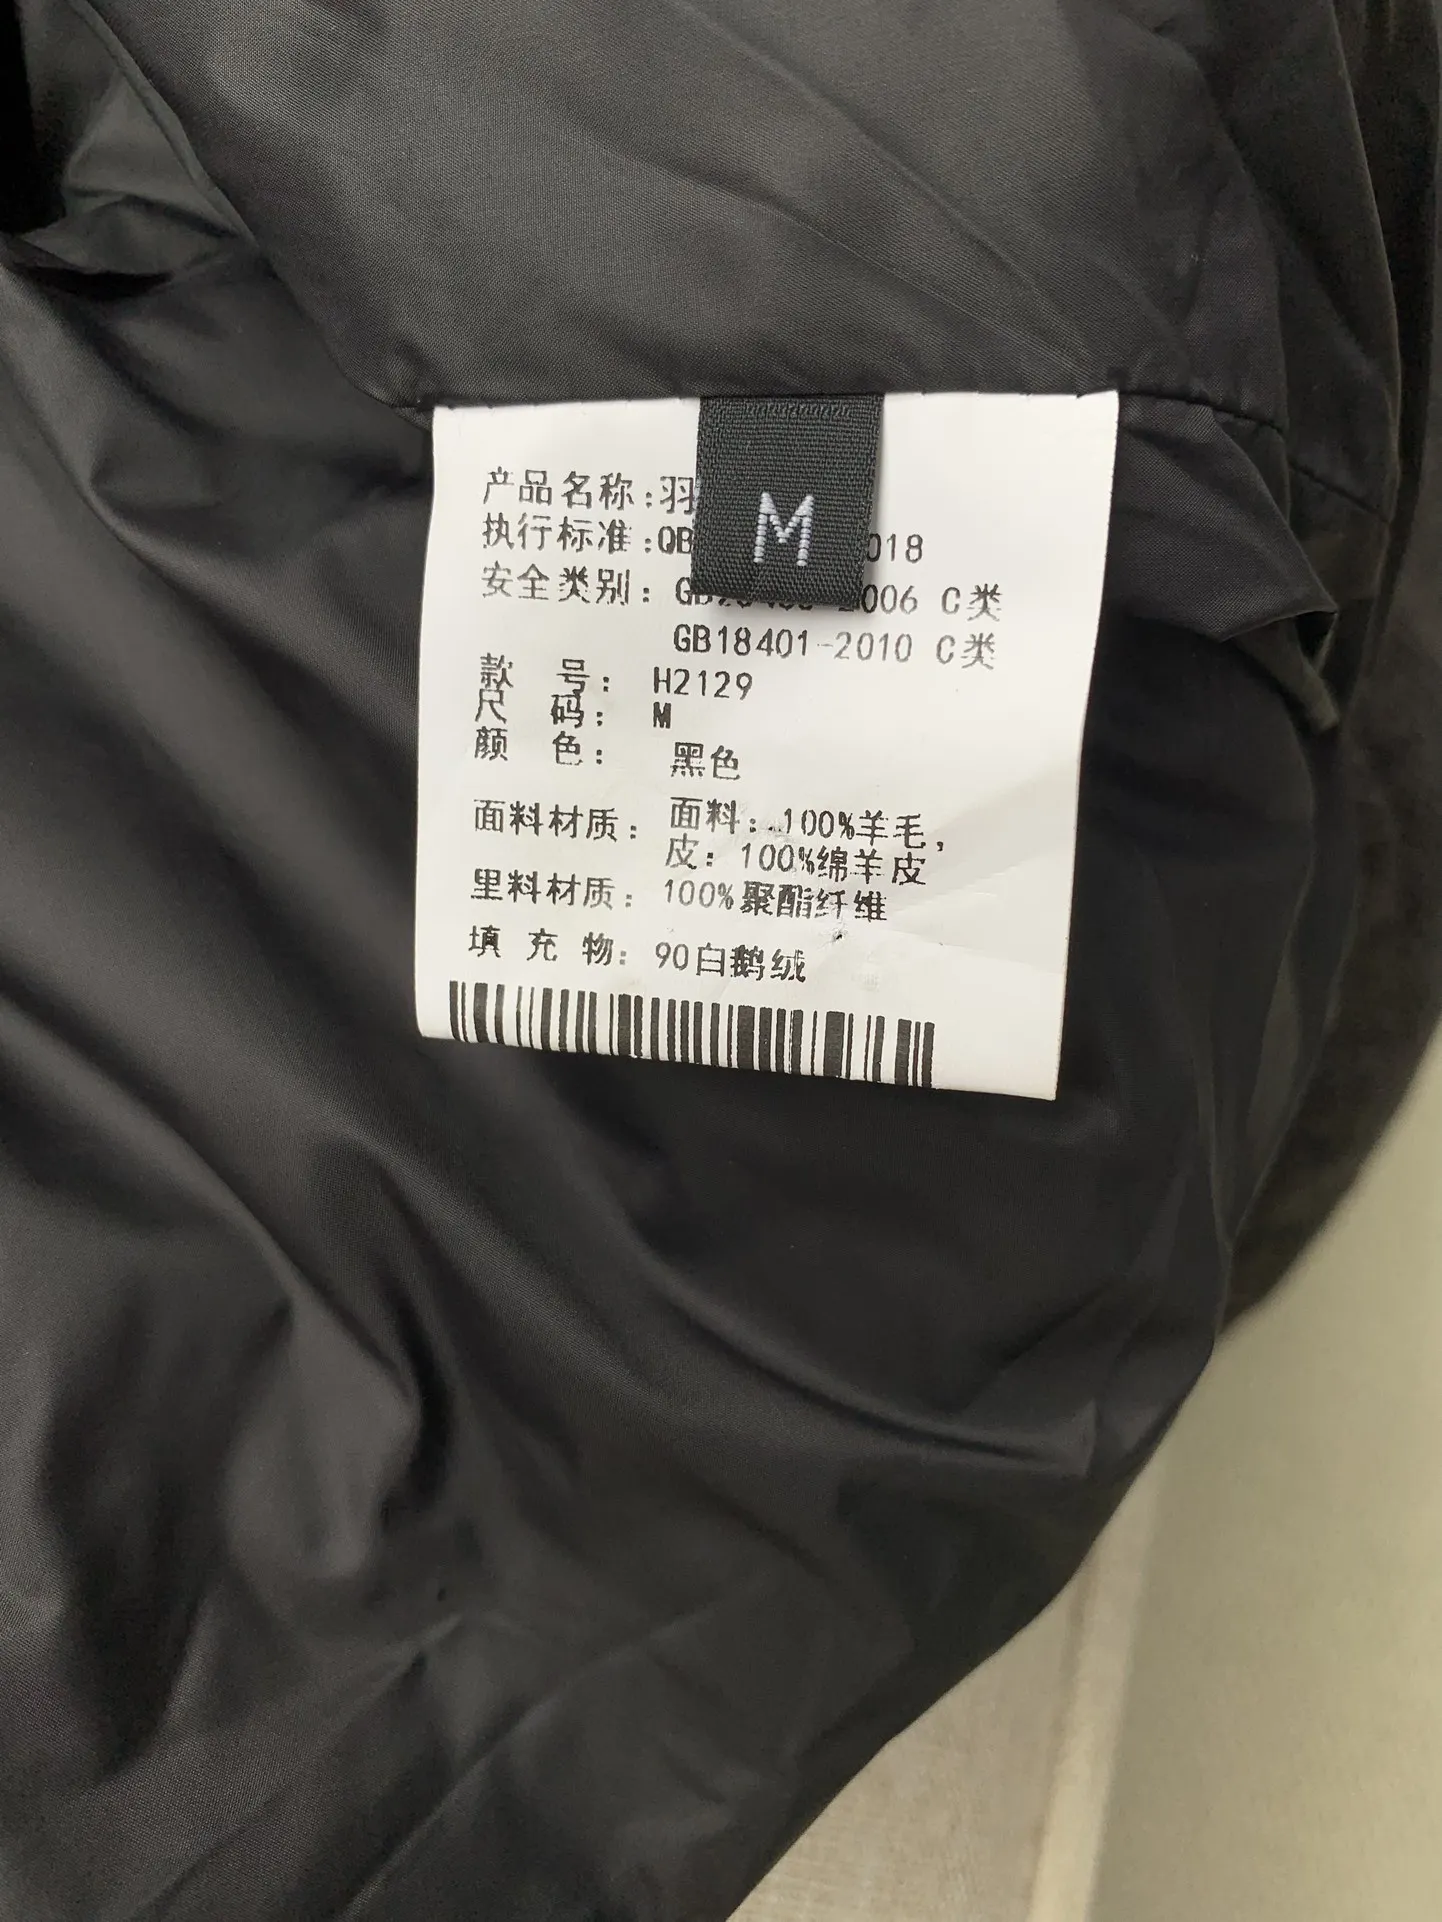 M
产品名称:羽
执行标准:QB 018
安全类别: 2006 C类
GB18401-2010 C类
款 号: H2129
尺 码: M
颜 色: 黑色
面料材质: 面料: 100%羊毛,
皮: 100%绵羊皮
里料材质: 100%聚酯纤维
填 充 物: 90白鹅绒